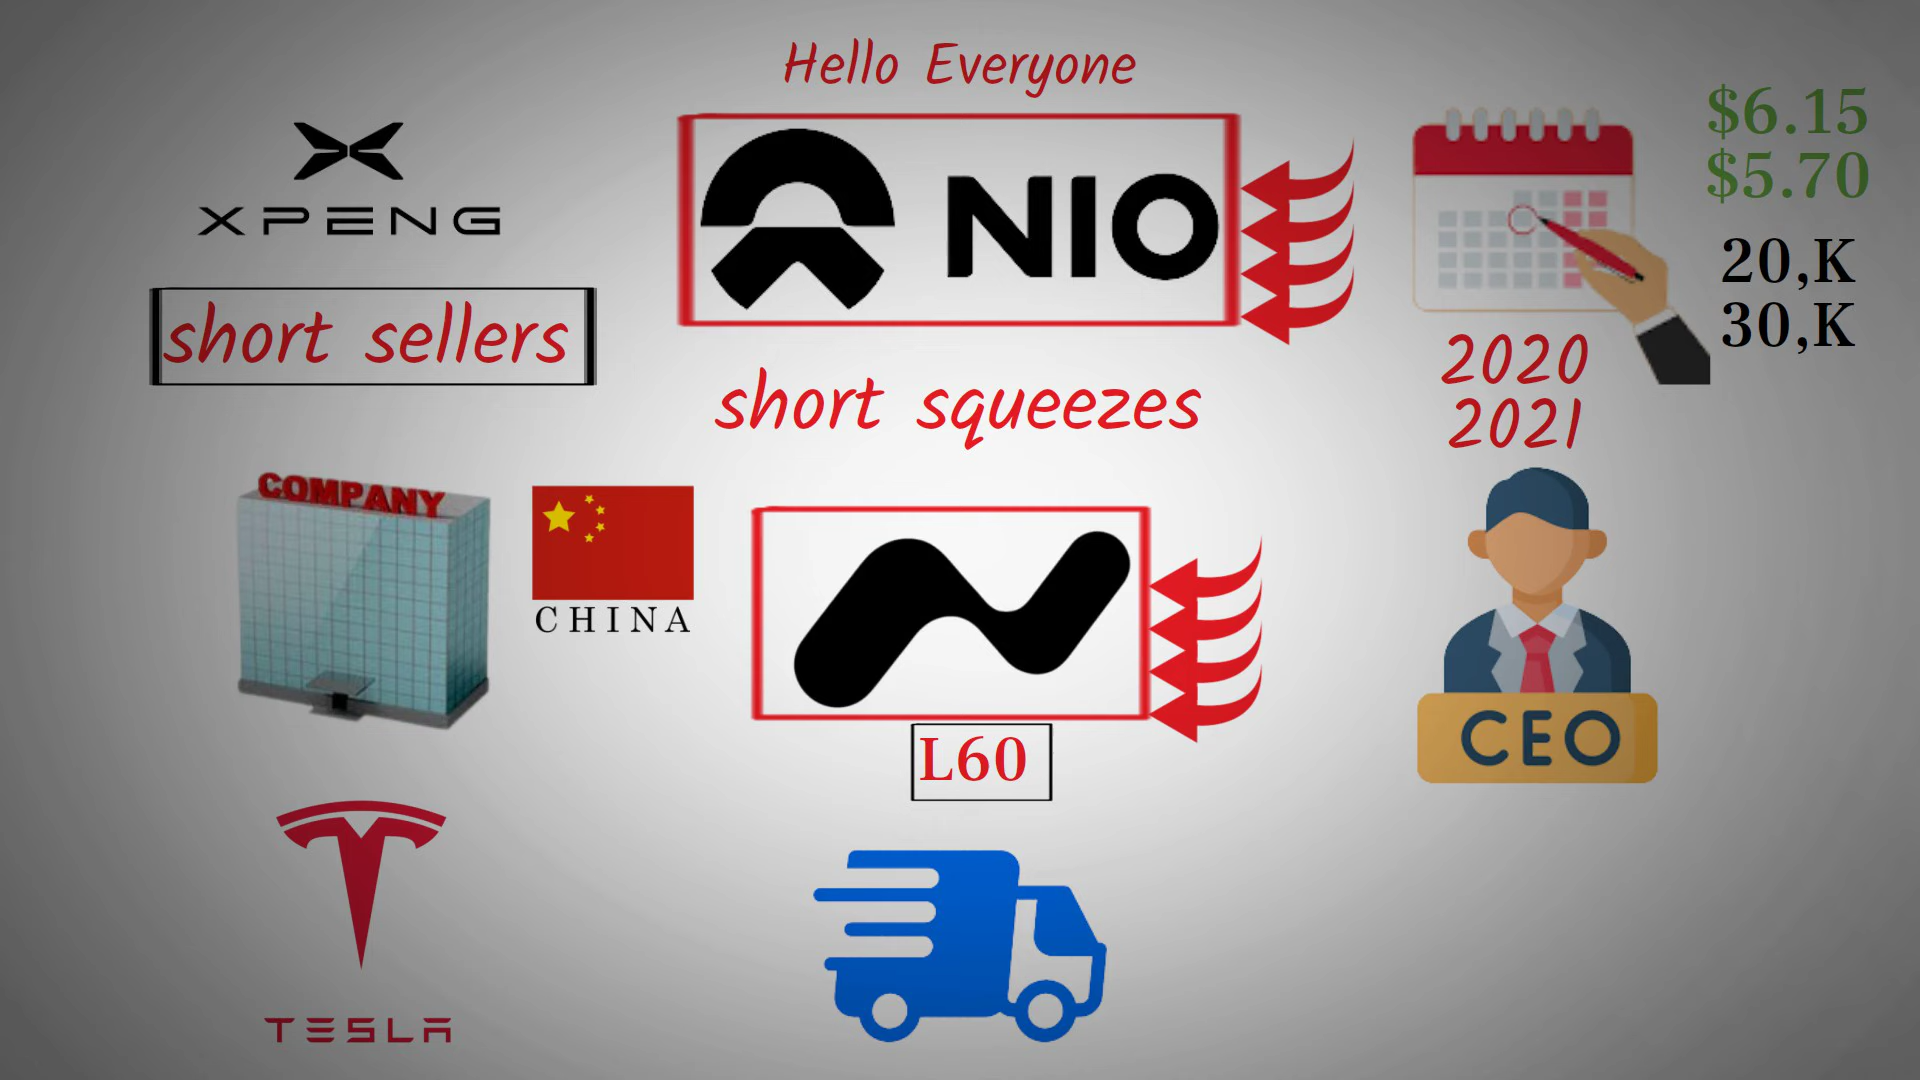 Hello Everyone
XPENG
NIO
$6.15
$5.70
20,K
30,K
short sellers
short squeezes
2020
2021
COMPANY
CHINA
L60
CEO
TESLA